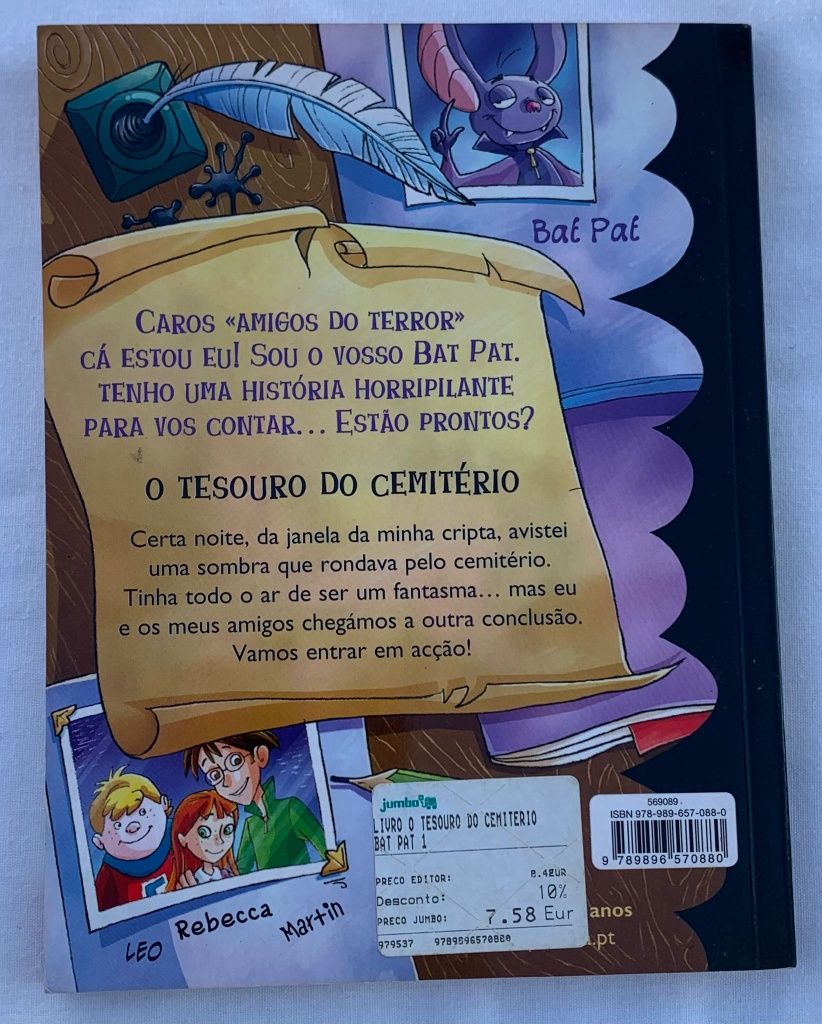 Bat Pat
CAROS «AMIGOS DO TERROR»
CÁ ESTOU EU! SOU O VOSSO BAT PAT.
TENHO UMA HISTÓRIA HORRIPILANTE
PARA VOS CONTAR... ESTÃO PRONTOS?
O TESOURO DO CEMITÉRIO
Certa noite, da janela da minha cripta, avistei
uma sombra que rondava pelo cemitério.
Tinha todo o ar de ser um fantasma... mas eu
e os meus amigos chegámos a outra conclusão.
Vamos entrar em acção!
LEO
Rebecca
Martin
jumbo
LIVRO O TESOURO DO CEMITERIO
BAT PAT 1
PRECO EDITOR: 8.42UR
Desconto: 10%
PRECO JUMBO: 7.58 Eur
979537 9789896570880
569089
ISBN 978-989-657-088-0
9 789896 570880
anos
.pt